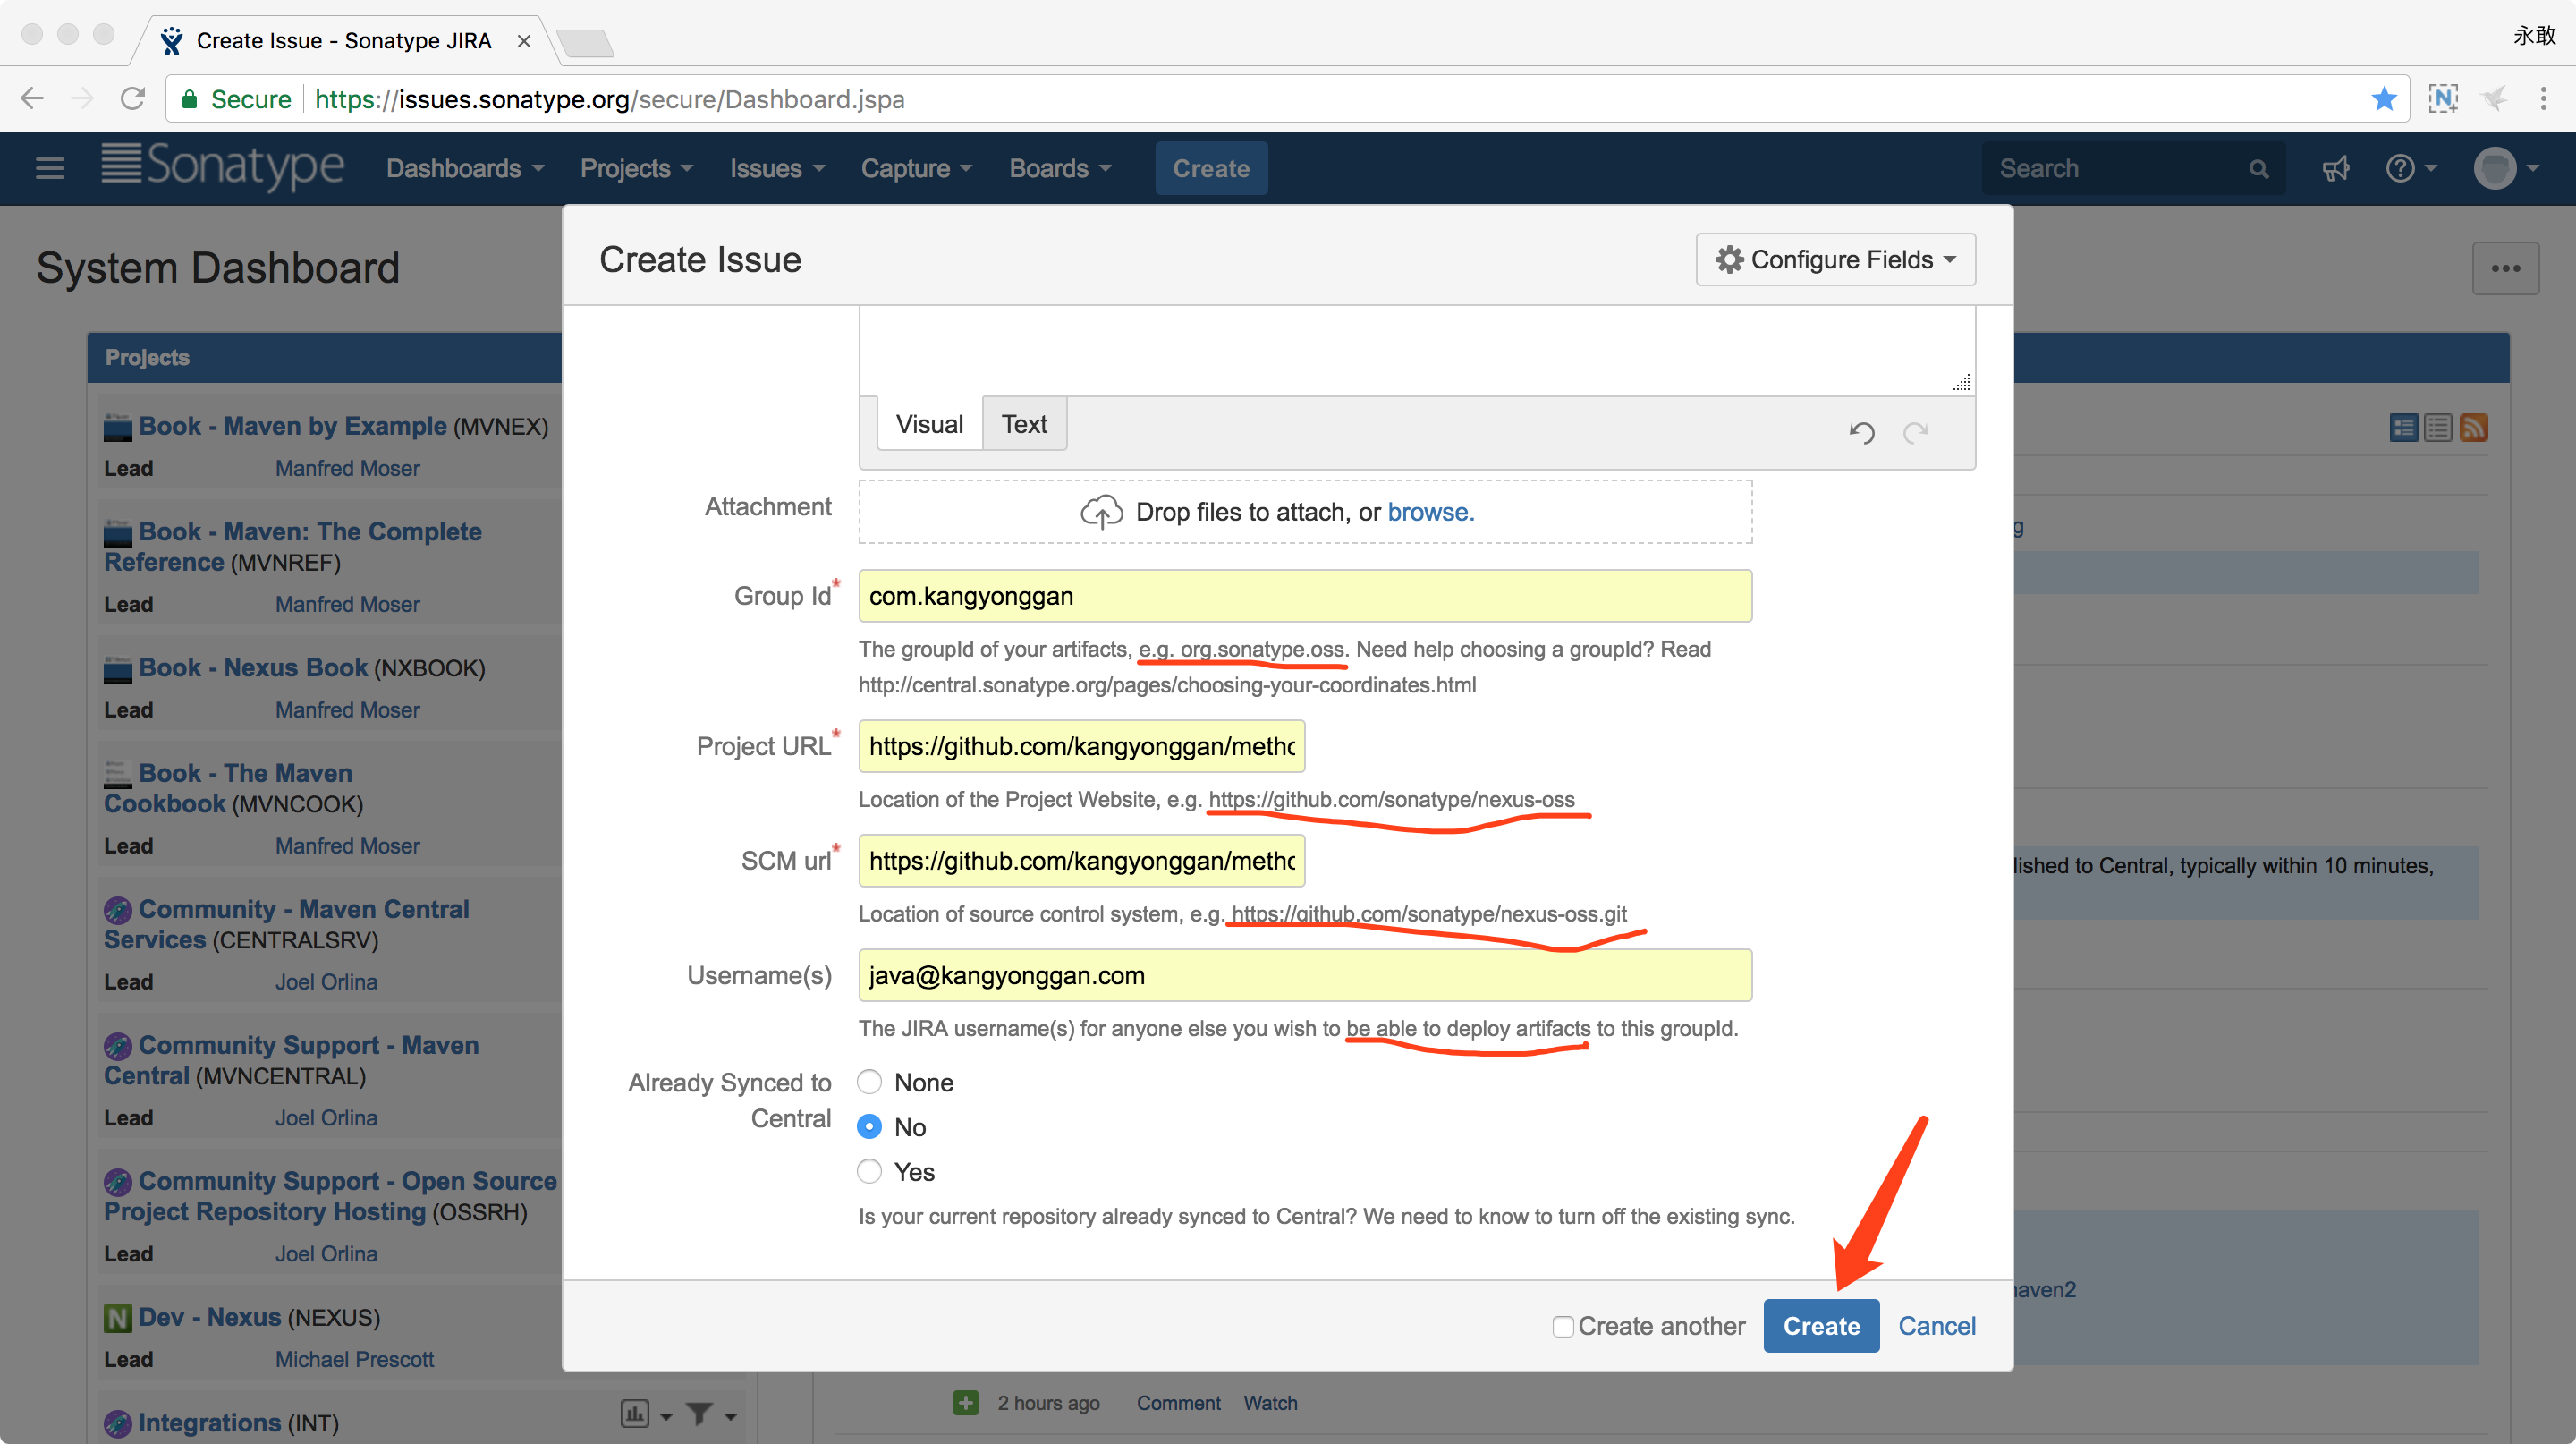 Create Issue - Sonatype JIRA
永敢
Secure
https://issues.sonatype.org/secure/Dashboard.jspa
Sonatype
Dashboards
Projects
Issues
Capture
Boards
Create
Search
System Dashboard
Create Issue
Configure Fields
Projects
Book - Maven by Example (MVNEX)
Lead Manfred Moser
Book - Maven: The Complete
Reference (MVNREF)
Lead Manfred Moser
Book - Nexus Book (NXBOOK)
Lead Manfred Moser
Book - The Maven
Cookbook (MVNCOOK)
Lead Manfred Moser
Community - Maven Central
Services (CENTRALSRV)
Lead Joel Orlina
Community Support - Maven
Central (MVNCENTRAL)
Lead Joel Orlina
Community Support - Open Source
Project Repository Hosting (OSSRH)
Lead Joel Orlina
Dev - Nexus (NEXUS)
Lead Michael Prescott
Integrations (INT)
Visual
Text
Attachment
Drop files to attach, or browse.
Group Id*
com.kangyonggan
The groupId of your artifacts, e.g. org.sonatype.oss. Need help choosing a groupId? Read
http://central.sonatype.org/pages/choosing-your-coordinates.html
Project URL*
https://github.com/kangyonggan/metho
Location of the Project Website, e.g. https://github.com/sonatype/nexus-oss
SCM url*
https://github.com/kangyonggan/metho
Location of source control system, e.g. https://github.com/sonatype/nexus-oss.git
Username(s)
java@kangyonggan.com
The JIRA username(s) for anyone else you wish to be able to deploy artifacts to this groupId.
Already Synced to
Central
None
No
Yes
Is your current repository already synced to Central? We need to know to turn off the existing sync.
Create another
Create
Cancel
g
lished to Central, typically within 10 minutes,
naven2
2 hours ago
Comment
Watch